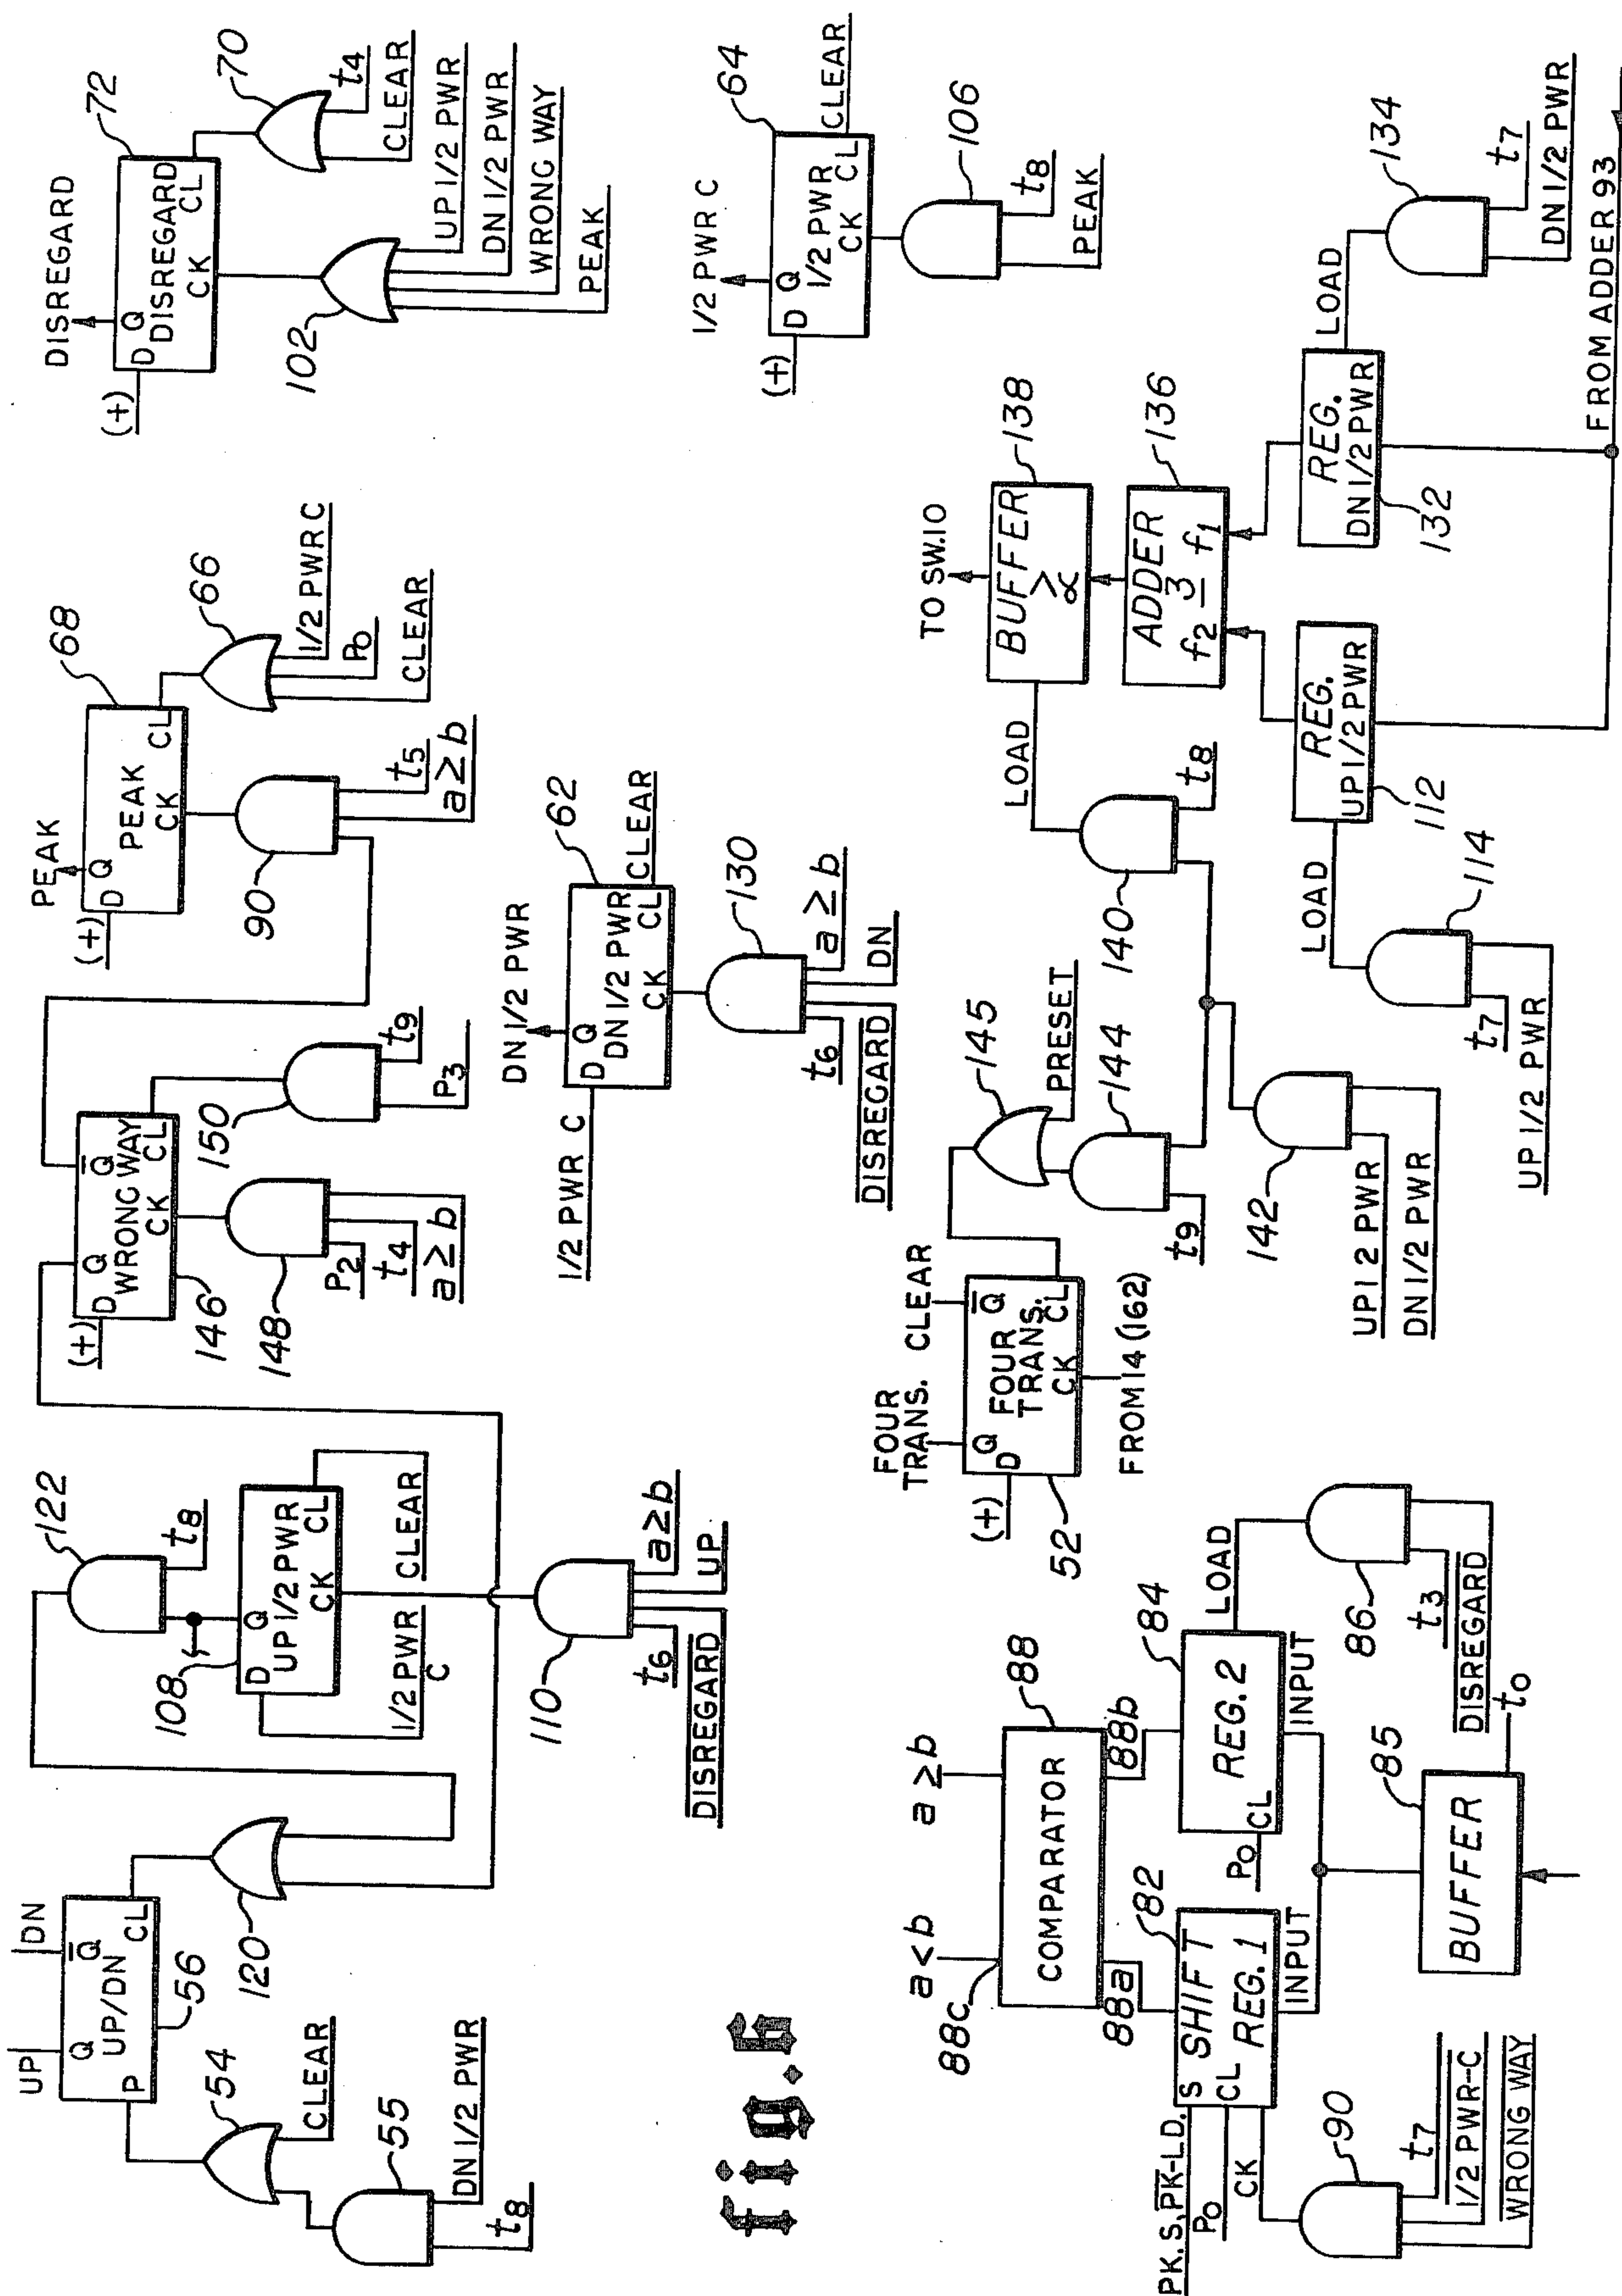 UP
DN
Q
Q̄
P
UP/DN
CL
56
54
CLEAR
55
DN 1/2 PWR
t8
120
122
t8
108
D
Q
UP 1/2 PWR
CK
CL
1/2 PWR
C
CLEAR
110
t6
DISREGARD
a≥b
UP
D
Q
Q̄
WRONG WAY
CK
CL
(+)
146
148
P2
t4
a≥b
150
P3
t9
PEAK
D
Q
PEAK
CK
CL
(+)
68
66
1/2 PWR C
P0
CLEAR
90
t5
a≥b
DISREGARD
D
Q
DISREGARD
CK
CL
(+)
72
70
t4
CLEAR
102
UP 1/2 PWR
DN 1/2 PWR
WRONG WAY
PEAK
DN 1/2 PWR
D
Q
DN 1/2 PWR
CK
CL
1/2 PWR C
62
CLEAR
130
t6
DISREGARD
a≥b
DN
1/2 PWR C
D
Q
1/2 PWR
CK
CL
(+)
64
CLEAR
106
t8
PEAK
fig.6
a<b
a≥b
88c
COMPARATOR
88
88a
88b
PK.S, P̅K̅-LD.
P0
CK
S
CL
SHIFT
REG. 1
82
INPUT
P0
CL
REG. 2
84
INPUT
LOAD
86
t3
DISREGARD
BUFFER
85
t0
90
t7
1/2 PWR-C
WRONG WAY
FOUR
TRANS.
CLEAR
Q
Q̄
D
FOUR
TRANS.
CK
CL
(+)
52
FROM 14 (162)
145
PRESET
144
t9
142
UP 1 2 PWR
DN 1/2 PWR
140
t8
LOAD
TO SW.10
BUFFER
≥α
138
ADDER
3
f2
f1
136
REG.
UP 1/2 PWR
112
LOAD
114
t7
UP 1/2 PWR
REG.
DN 1/2 PWR
132
LOAD
134
t7
DN 1/2 PWR
FROM ADDER 93